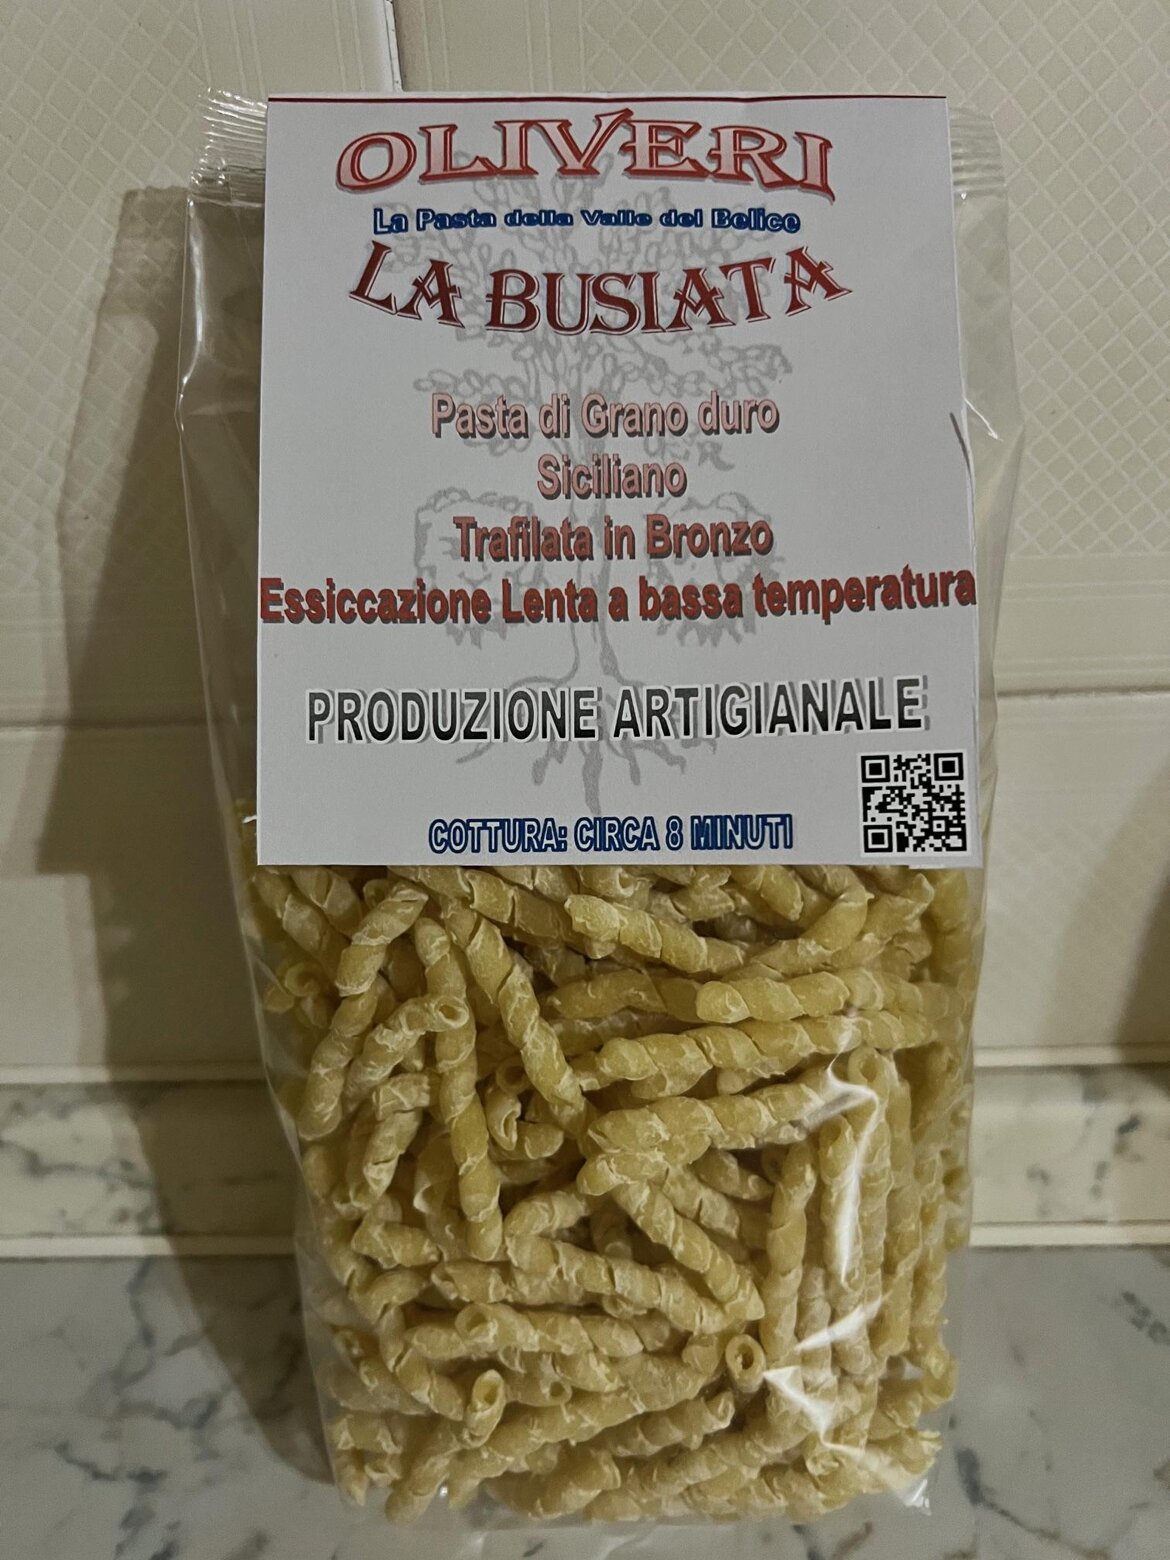 OLIVERI
La Pasta della Valle del Belice
LA BUSIATA
Pasta di Grano duro
Siciliano
Trafilata in Bronzo
Essiccazione Lenta a bassa temperatura
PRODUZIONE ARTIGIANALE
COTTURA: CIRCA 8 MINUTI